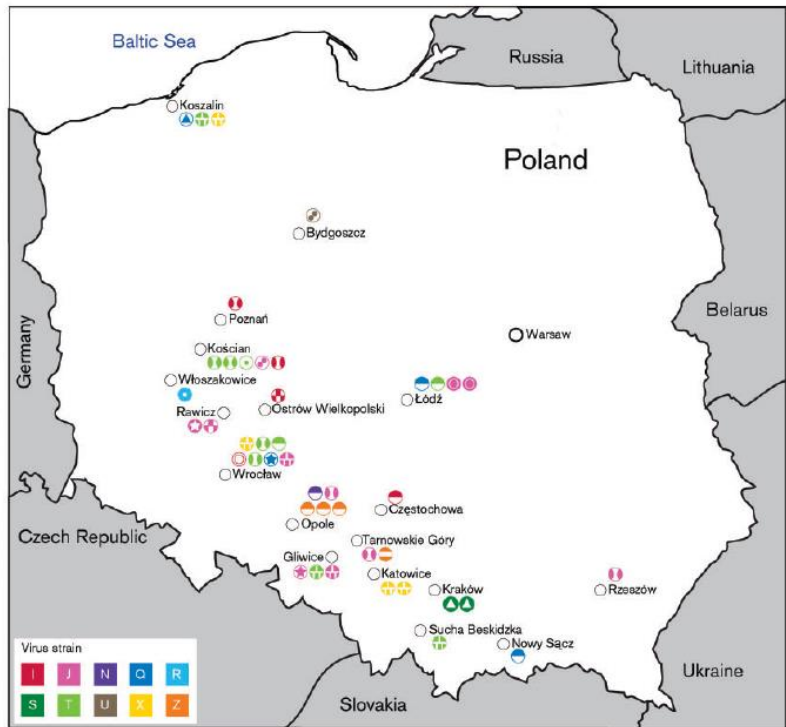 Baltic Sea
Russia
Lithuania
Koszalin
Poland
Bydgoszcz
Belarus
Poznań
Warsaw
Germany
Kościan
Włoszakowice
Rawicz
Ostrów Wielkopolski
Łódź
Wrocław
Częstochowa
Opole
Czech Republic
Tarnowskie Góry
Gliwice
Katowice
Kraków
Rzeszów
Sucha Beskidzka
Nowy Sącz
Ukraine
Slovakia
Virus strain
I J N Q R
S T U X Z